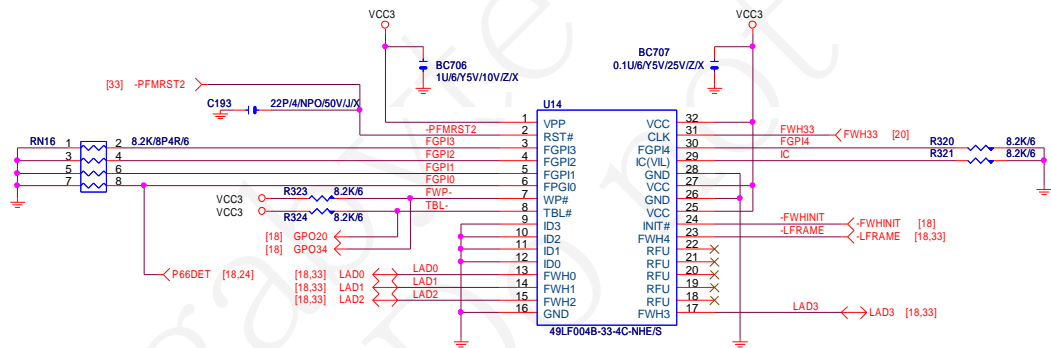 VCC3
VCC3
BC706
1U/6/Y5V/10V/Z/X
BC707
0.1U/6/Y5V/25V/Z/X
[33] -PFMRST2
C193 22P/4/NPO/50V/J/X
U14
RN16 1 2 8.2K/8P4R/6
3 4
5 6
7 8
-PFMRST2
FGPI3
FGPI2
FGPI1
FGPI0
FWP-
TBL-
1 VPP VCC 32
2 RST# CLK 31
3 FGPI3 FGPI4 30
4 FGPI2 IC(VIL) 29
5 FGPI1 GND 28
6 FPGI0 VCC 27
7 WP# GND 26
8 TBL# VCC 25
9 ID3 INIT# 24
10 ID2 FWH4 23
11 ID1 RFU 22
12 ID0 RFU 21
13 FWH0 RFU 20
14 FWH1 RFU 19
15 FWH2 RFU 18
16 GND FWH3 17
49LF004B-33-4C-NHE/S
FWH33 FWH33 [20]
FGPI4 R320 8.2K/6
IC R321 8.2K/6
VCC3 R323 8.2K/6
VCC3 R324 8.2K/6
[18] GPO20
[18] GPO34
-FWHINIT -FWHINIT [18]
-LFRAME -LFRAME [18,33]
P66DET [18,24]
[18,33] LAD0 LAD0
[18,33] LAD1 LAD1
[18,33] LAD2 LAD2
LAD3 LAD3 [18,33]